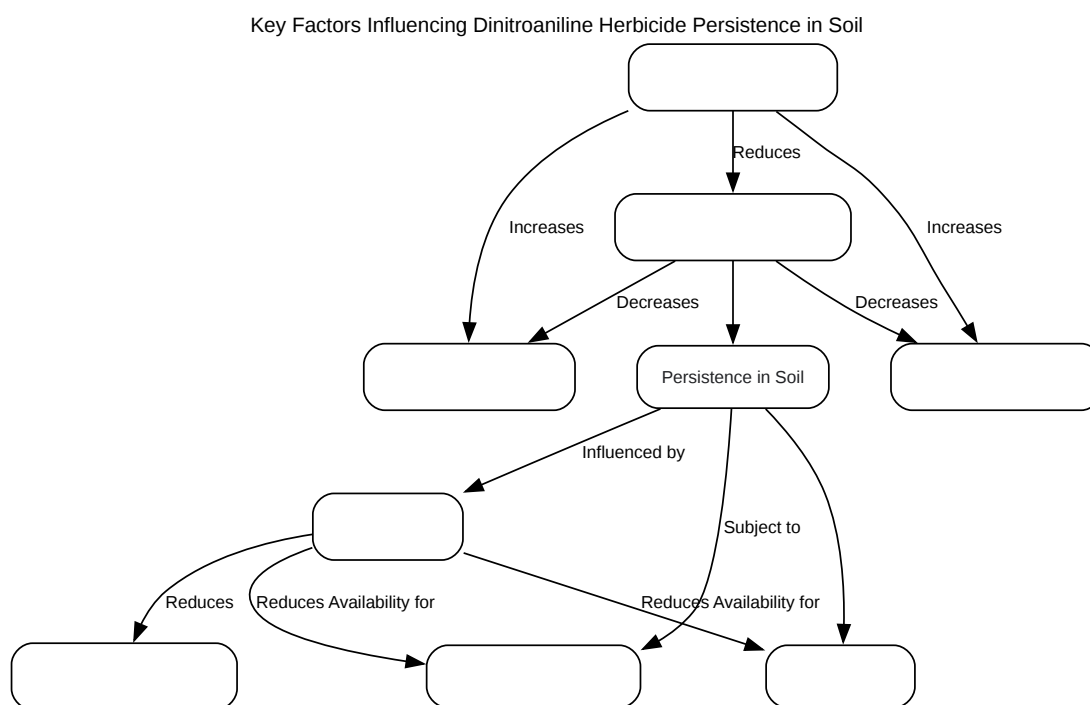 Key Factors Influencing Dinitroaniline Herbicide Persistence in Soil
Reduces
Increases
Increases
Decreases
Decreases
Persistence in Soil
Influenced by
Subject to
Reduces
Reduces Availability for
Reduces Availability for